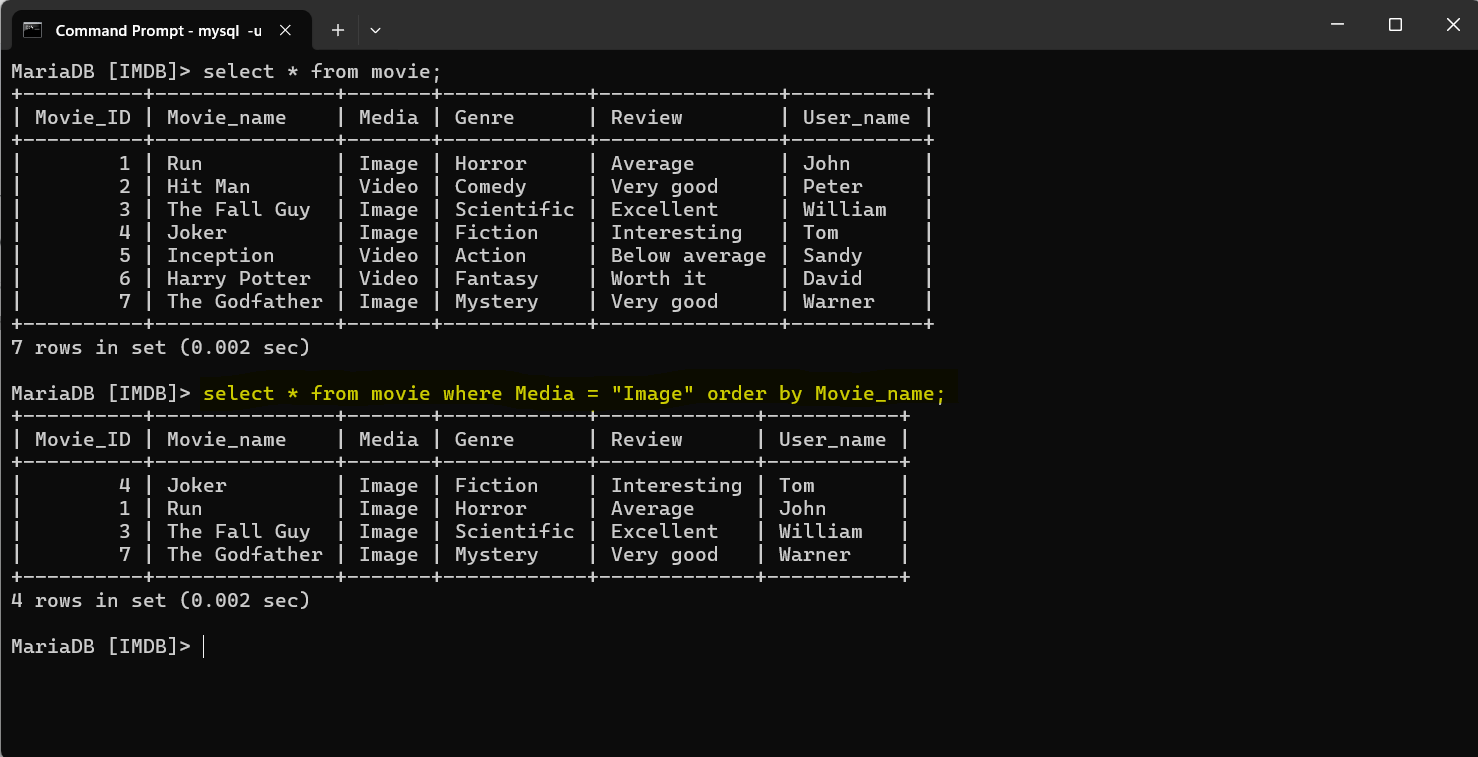 Command Prompt - mysql  -u
MariaDB [IMDB]> select * from movie;
+----------+---------------+-------+------------+---------------+-----------+
| Movie_ID | Movie_name    | Media | Genre      | Review        | User_name |
+----------+---------------+-------+------------+---------------+-----------+
|        1 | Run           | Image | Horror     | Average       | John      |
|        2 | Hit Man       | Video | Comedy     | Very good     | Peter     |
|        3 | The Fall Guy  | Image | Scientific | Excellent     | William   |
|        4 | Joker         | Image | Fiction    | Interesting   | Tom       |
|        5 | Inception     | Video | Action     | Below average | Sandy     |
|        6 | Harry Potter  | Video | Fantasy    | Worth it      | David     |
|        7 | The Godfather | Image | Mystery    | Very good     | Warner    |
+----------+---------------+-------+------------+---------------+-----------+
7 rows in set (0.002 sec)
MariaDB [IMDB]> select * from movie where Media = "Image" order by Movie_name;
+----------+---------------+-------+------------+-------------+-----------+
| Movie_ID | Movie_name    | Media | Genre      | Review      | User_name |
+----------+---------------+-------+------------+-------------+-----------+
|        4 | Joker         | Image | Fiction    | Interesting | Tom       |
|        1 | Run           | Image | Horror     | Average     | John      |
|        3 | The Fall Guy  | Image | Scientific | Excellent   | William   |
|        7 | The Godfather | Image | Mystery    | Very good   | Warner    |
+----------+---------------+-------+------------+-------------+-----------+
4 rows in set (0.002 sec)
MariaDB [IMDB]>